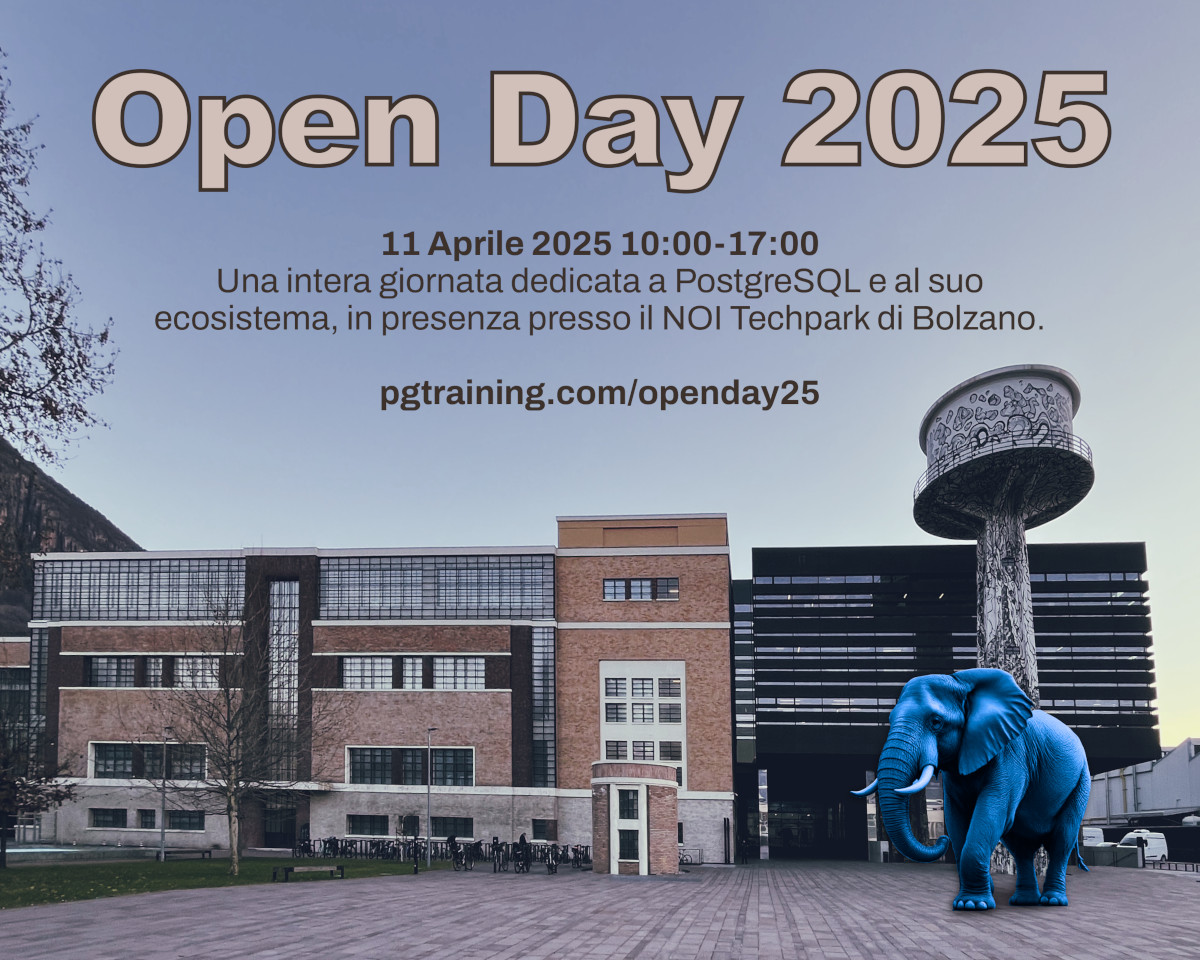 Open Day 2025
11 Aprile 2025 10:00-17:00
Una intera giornata dedicata a PostgreSQL e al suo
ecosistema, in presenza presso il NOI Techpark di Bolzano.
pgtraining.com/openday25